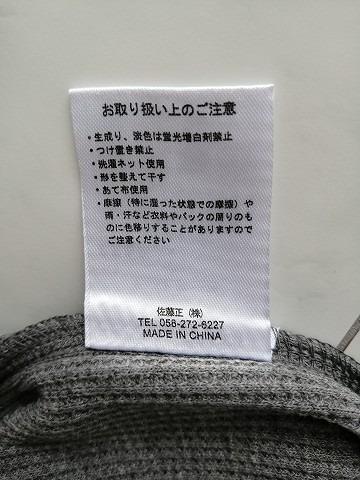 お取り扱い上のご注意
・生成り、淡色は蛍光増白剤禁止
・つけ置き禁止
・洗濯ネット使用
・形を整えて干す
・あて布使用
・摩擦（特に湿った状態での摩擦）や
雨・汗など衣料やバックの周りのも
のに色移りすることがありますので
ご注意ください
佐藤正（株）
TEL 058-272-6227
MADE IN CHINA